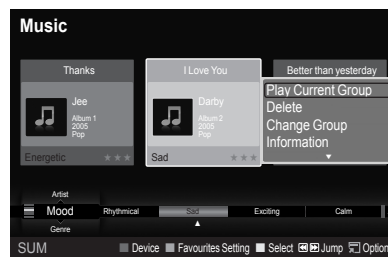 Music
Thanks
I Love You
Better than yesterday
Jee
Album 1
2005
Pop
Darby
Album 2
2005
Pop
Play Current Group
Delete
Change Group
Information
Energetic ★★★
Sad ★★★
Artist
Mood
Rhythmical
Sad
Exciting
Calm
Genre
SUM
Device
Favourites Setting
Select
Jump
Option